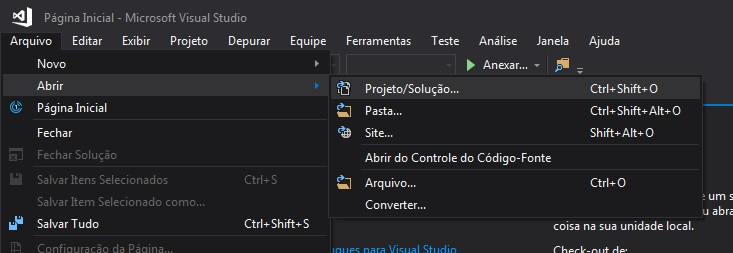 Página Inicial - Microsoft Visual Studio
Arquivo Editar Exibir Projeto Depurar Equipe Ferramentas Teste Análise Janela Ajuda
Anexar...
Novo
Abrir
Página Inicial
Fechar
Fechar Solução
Salvar Itens Selecionados Ctrl+S
Salvar Item Selecionado como...
Salvar Tudo Ctrl+Shift+S
Configuração da Página...
Projeto/Solução... Ctrl+Shift+O
Pasta... Ctrl+Shift+Alt+O
Site... Shift+Alt+O
Abrir do Controle do Código-Fonte
Arquivo... Ctrl+O
Converter...
e um s
u abra
coisa na sua unidade local.
para Visual Studio
Check-out de: